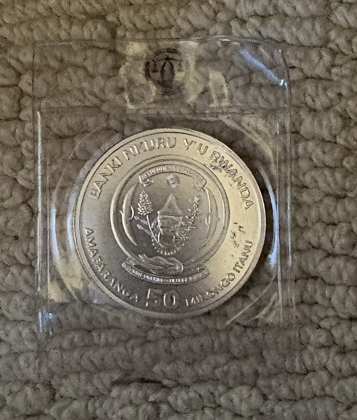 BANKI NKURU Y'U RWANDA
AMAFARANGA 50 MIRONGO ITANU